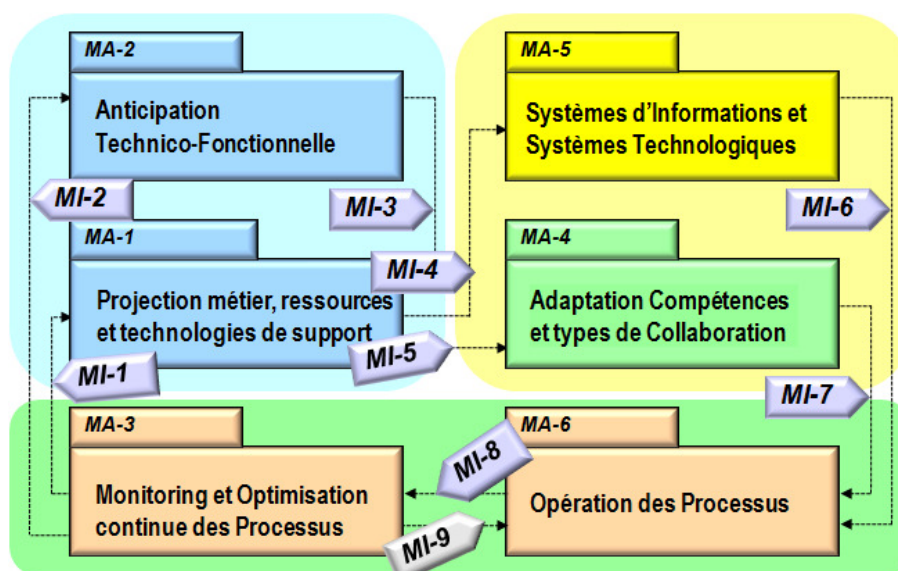 MA-2
Anticipation
Technico-Fonctionnelle
MI-2
MI-3
MA-1
Projection métier, ressources
et technologies de support
MI-1
MI-4
MI-5
MA-5
Systèmes d'Informations et
Systèmes Technologiques
MI-6
MA-4
Adaptation Compétences
et types de Collaboration
MI-7
MA-3
Monitoring et Optimisation
continue des Processus
MI-8
MI-9
MA-6
Opération des Processus